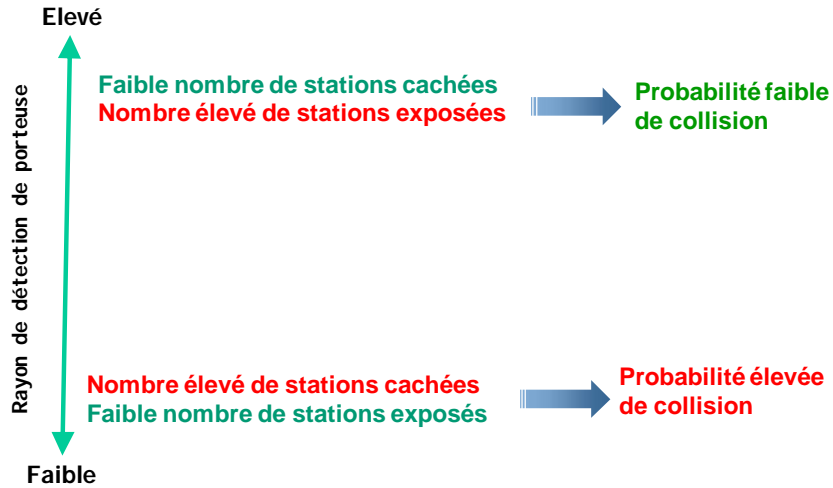 Elevé
Rayon de détection de porteuse
Faible nombre de stations cachées
Nombre élevé de stations exposées
Probabilité faible
de collision
Nombre élevé de stations cachées
Faible nombre de stations exposés
Probabilité élevée
de collision
Faible